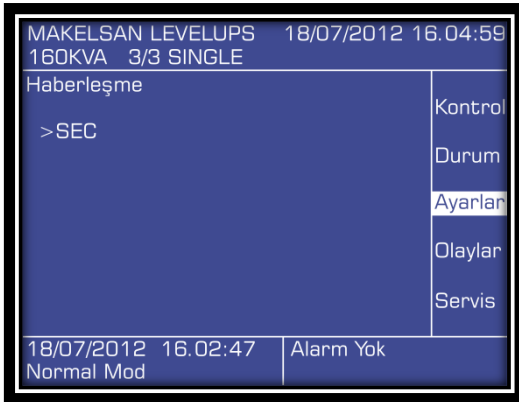 MAKELSAN LEVELUPS 18/07/2012 16.04:59
160KVA 3/3 SINGLE
Haberleşme
>SEC
Kontrol
Durum
Ayarlar
Olaylar
Servis
18/07/2012 16.02:47 Alarm Yok
Normal Mod